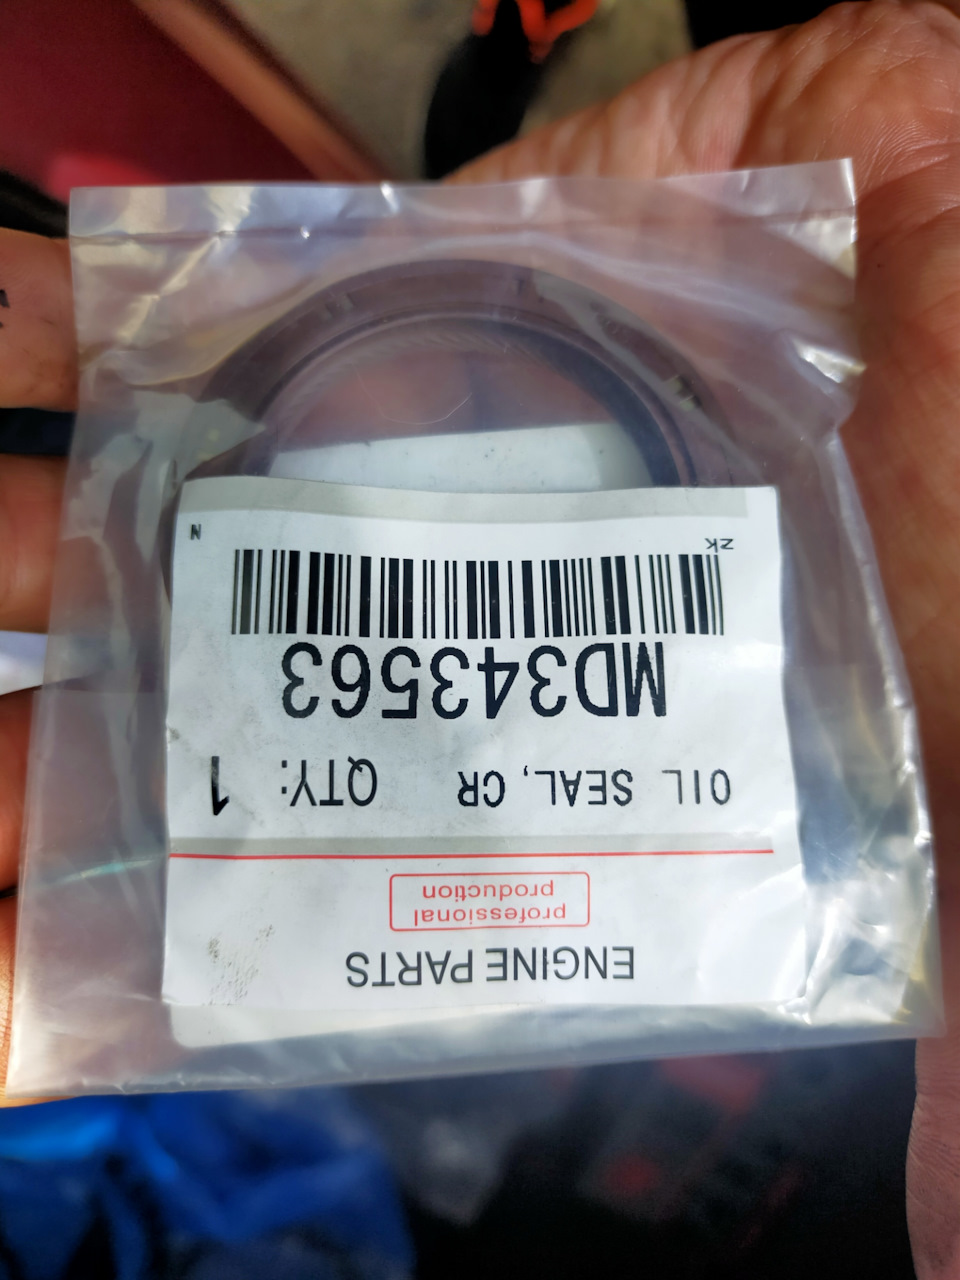 ENGINE PARTS
professional
production
OIL SEAL, CR QTY: 1
MD343563
zk N